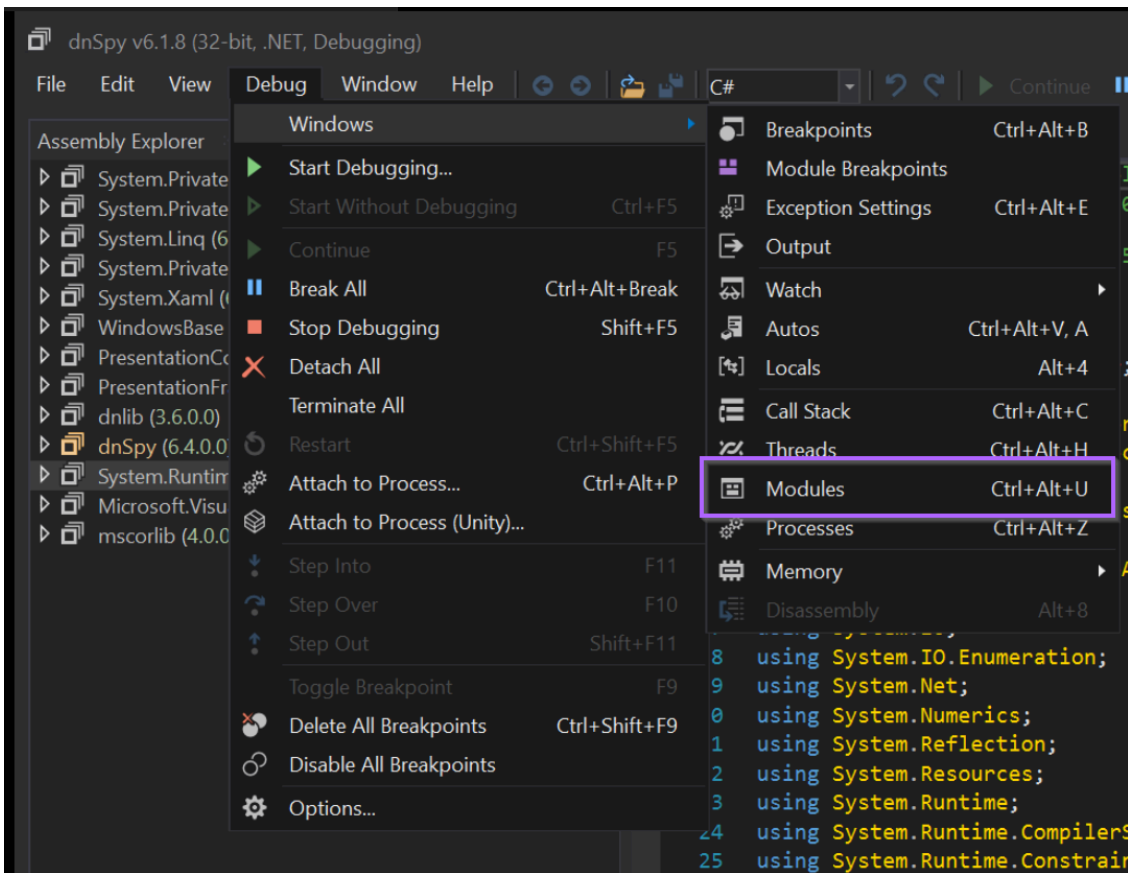 dnSpy v6.1.8 (32-bit, .NET, Debugging)
File Edit View Debug Window Help C# Continue
Assembly Explorer
System.Private
System.Private
System.Linq (6
System.Private
System.Xaml (
WindowsBase
PresentationCo
PresentationFr
dnlib (3.6.0.0)
dnSpy (6.4.0.0
System.Runtim
Microsoft.Visu
mscorlib (4.0.0
Windows
Start Debugging...
Start Without Debugging Ctrl+F5
Continue F5
Break All Ctrl+Alt+Break
Stop Debugging Shift+F5
Detach All
Terminate All
Restart Ctrl+Shift+F5
Attach to Process... Ctrl+Alt+P
Attach to Process (Unity)...
Step Into F11
Step Over F10
Step Out Shift+F11
Toggle Breakpoint F9
Delete All Breakpoints Ctrl+Shift+F9
Disable All Breakpoints
Options...
Breakpoints Ctrl+Alt+B
Module Breakpoints
Exception Settings Ctrl+Alt+E
Output
Watch
Autos Ctrl+Alt+V, A
Locals Alt+4
Call Stack Ctrl+Alt+C
Threads Ctrl+Alt+H
Modules Ctrl+Alt+U
Processes Ctrl+Alt+Z
Memory
Disassembly Alt+8
8 using System.IO.Enumeration;
9 using System.Net;
0 using System.Numerics;
1 using System.Reflection;
2 using System.Resources;
3 using System.Runtime;
24 using System.Runtime.CompilerS
25 using System.Runtime.Constrain